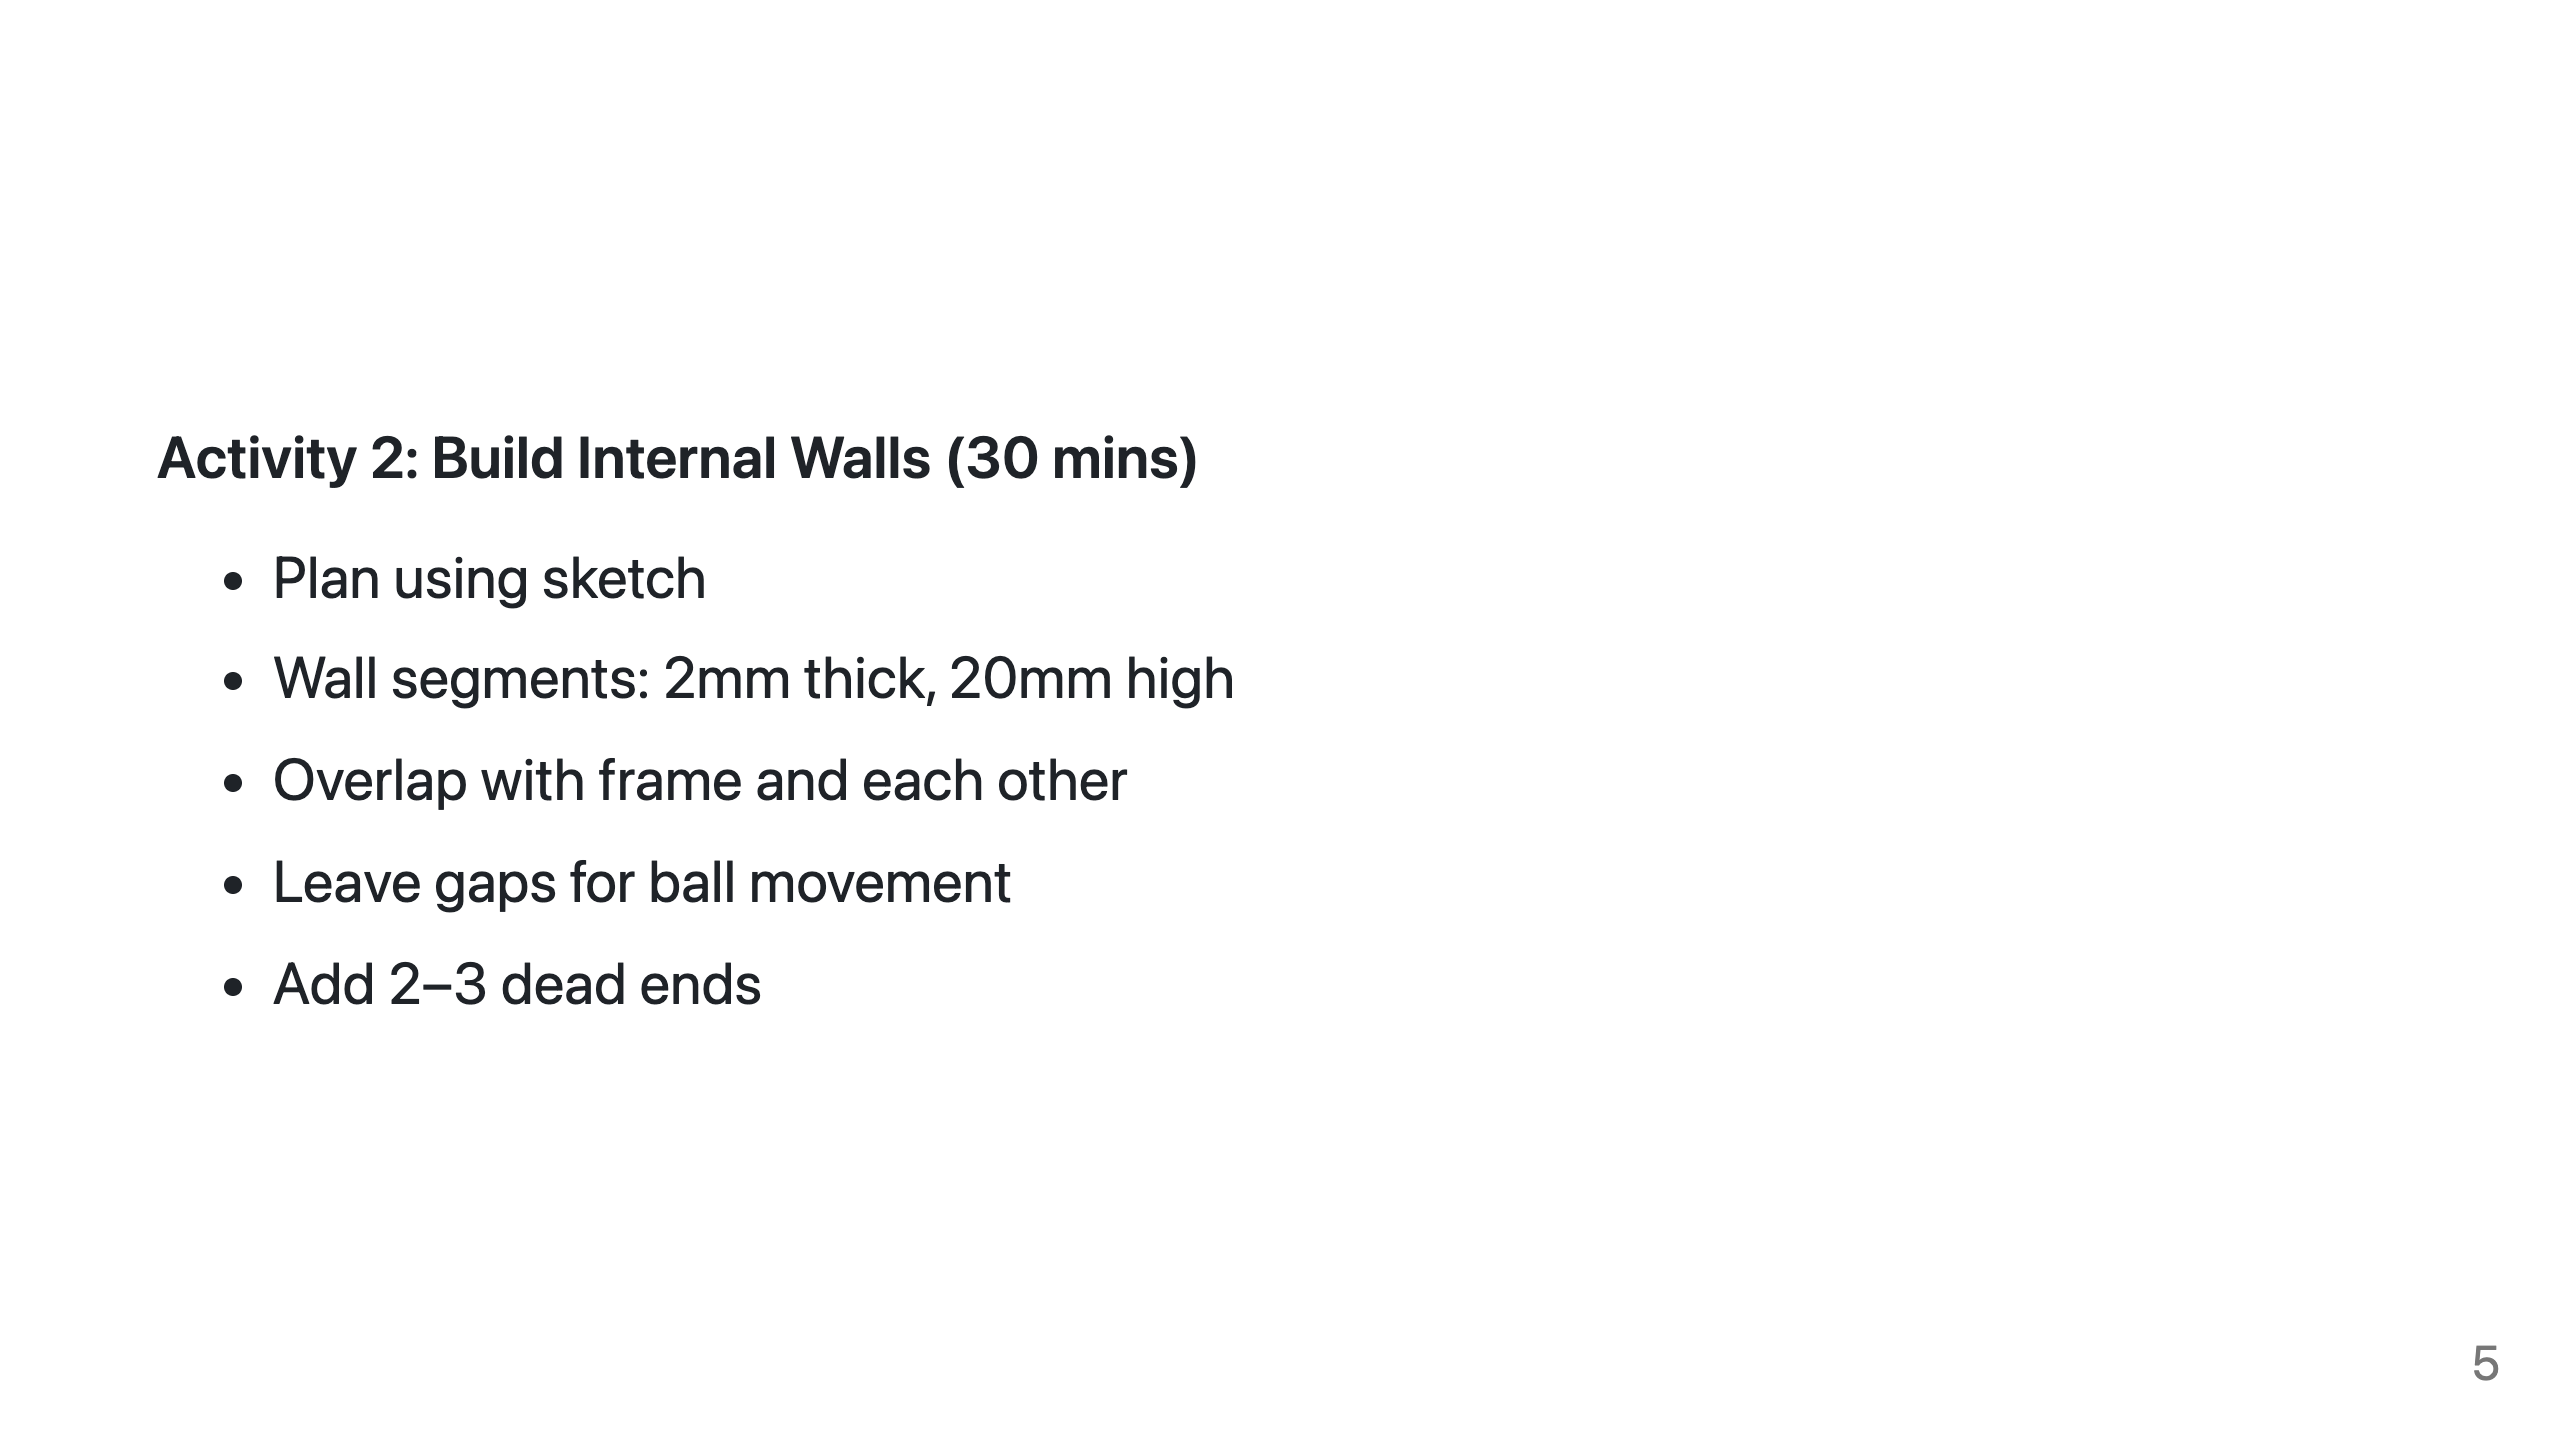 Activity 2: Build Internal Walls (30 mins)
• Plan using sketch
• Wall segments: 2mm thick, 20mm high
• Overlap with frame and each other
• Leave gaps for ball movement
• Add 2–3 dead ends
5